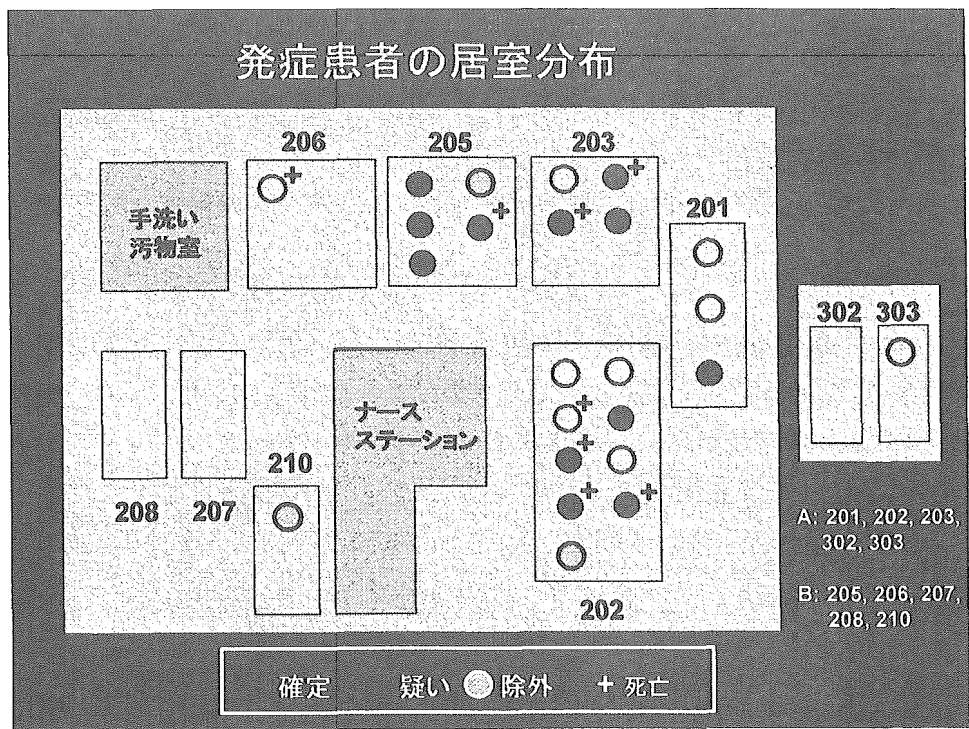 発症患者の居室分布
206
205
203
201
手洗い
汚物室
302
303
ナース
ステーション
208
207
210
202
A; 201, 202, 203,
302, 303
B; 205, 206, 207,
208, 210
確定 疑い 除外 + 死亡